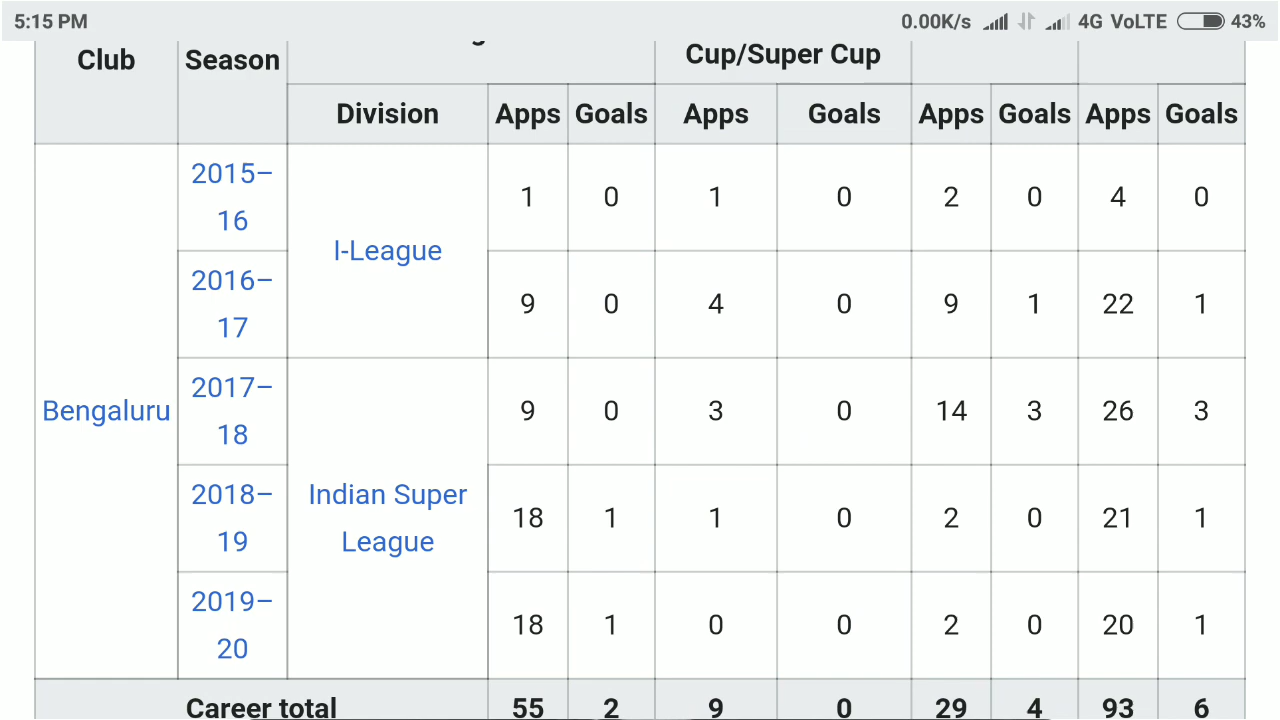 5:15 PM 0.00K/s 4G VoLTE 43%
Club Season Cup/Super Cup
Division Apps Goals Apps Goals Apps Goals Apps Goals
2015–
16 1 0 1 0 2 0 4 0
I-League
2016–
17 9 0 4 0 9 1 22 1
Bengaluru
2017–
18 9 0 3 0 14 3 26 3
Indian Super
League
2018–
19 18 1 1 0 2 0 21 1
2019–
20 18 1 0 0 2 0 20 1
Career total 55 2 9 0 29 4 93 6